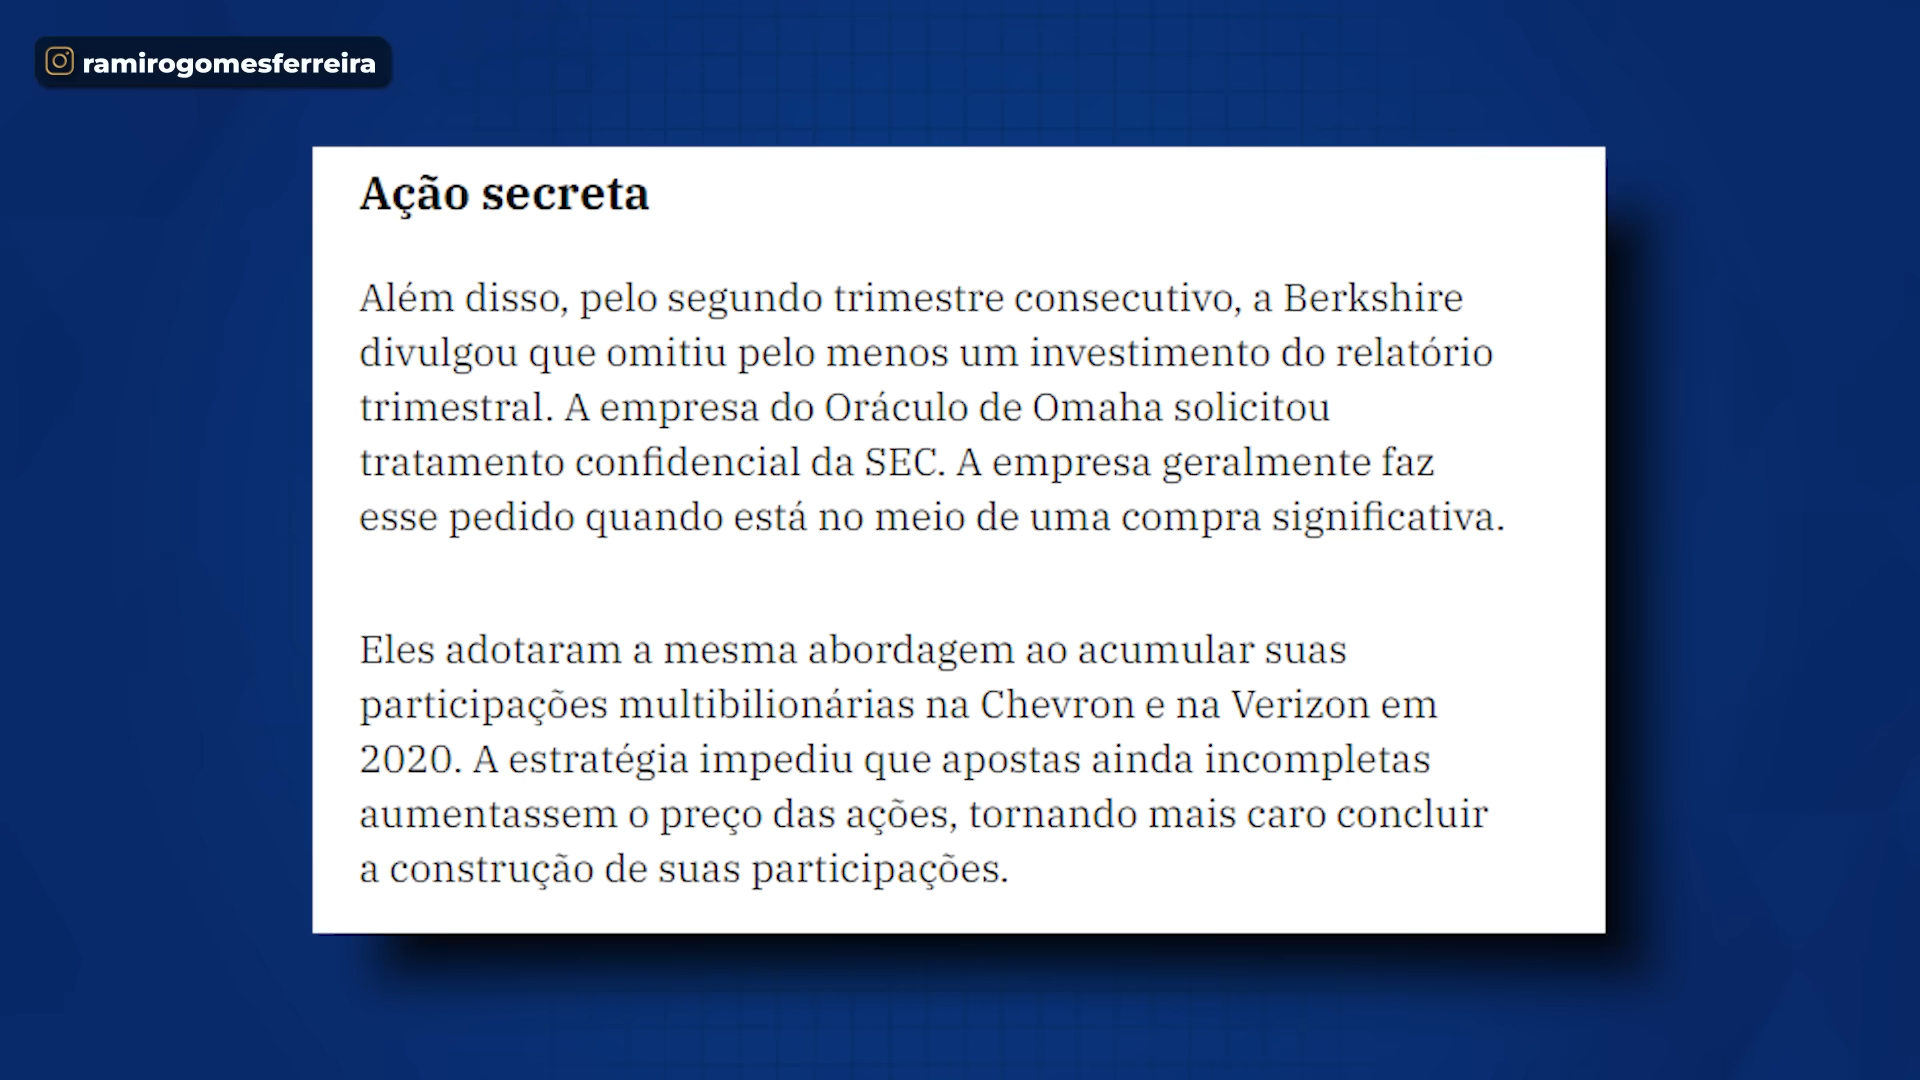 ramirogomesferreira
Ação secreta
Além disso, pelo segundo trimestre consecutivo, a Berkshire
divulgou que omitiu pelo menos um investimento do relatório
trimestral. A empresa do Oráculo de Omaha solicitou
tratamento confidencial da SEC. A empresa geralmente faz
esse pedido quando está no meio de uma compra significativa.
Eles adotaram a mesma abordagem ao acumular suas
participações multibilionárias na Chevron e na Verizon em
2020. A estratégia impediu que apostas ainda incompletas
aumentassem o preço das ações, tornando mais caro concluir
a construção de suas participações.